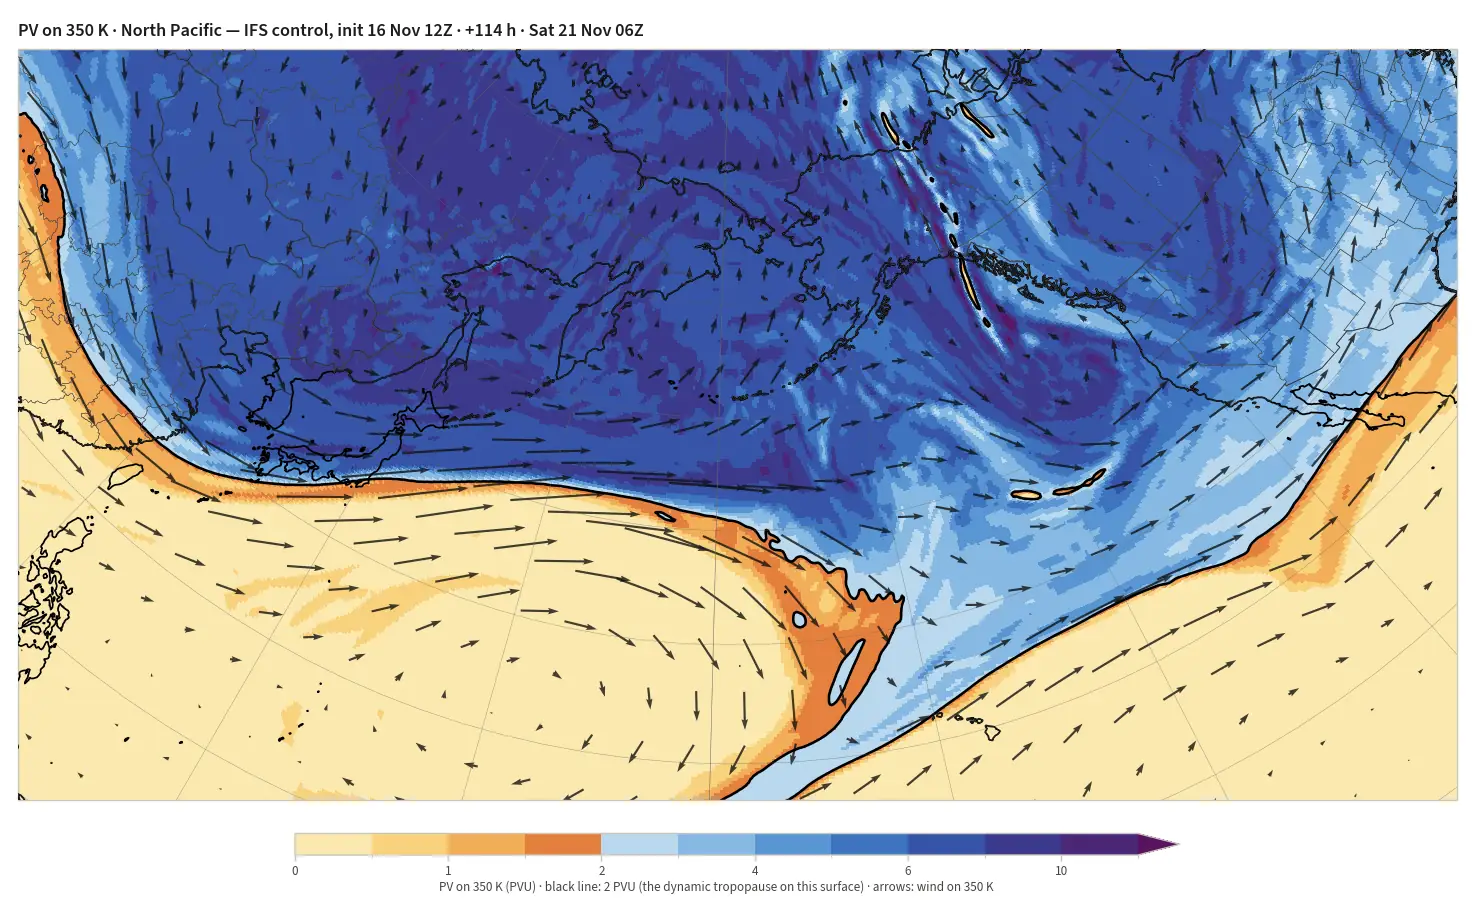 PV on 350 K · North Pacific — IFS control, init 16 Nov 12Z · +114 h · Sat 21 Nov 06Z
0 1 2 4 6 10
PV on 350 K (PVU) · black line: 2 PVU (the dynamic tropopause on this surface) · arrows: wind on 350 K